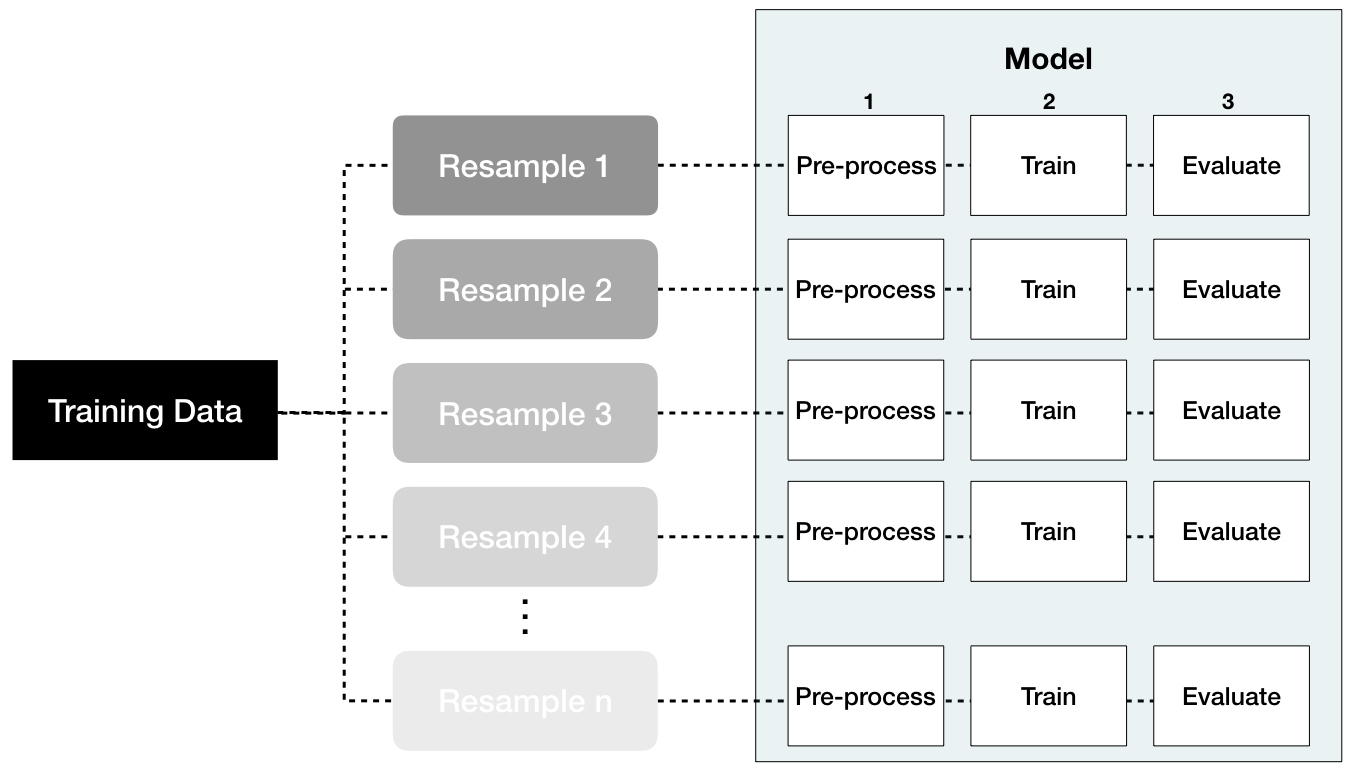 Model
1 2 3
Resample 1 Pre-process Train Evaluate
Resample 2 Pre-process Train Evaluate
Training Data Resample 3 Pre-process Train Evaluate
Resample 4 Pre-process Train Evaluate
Resample n Pre-process Train Evaluate